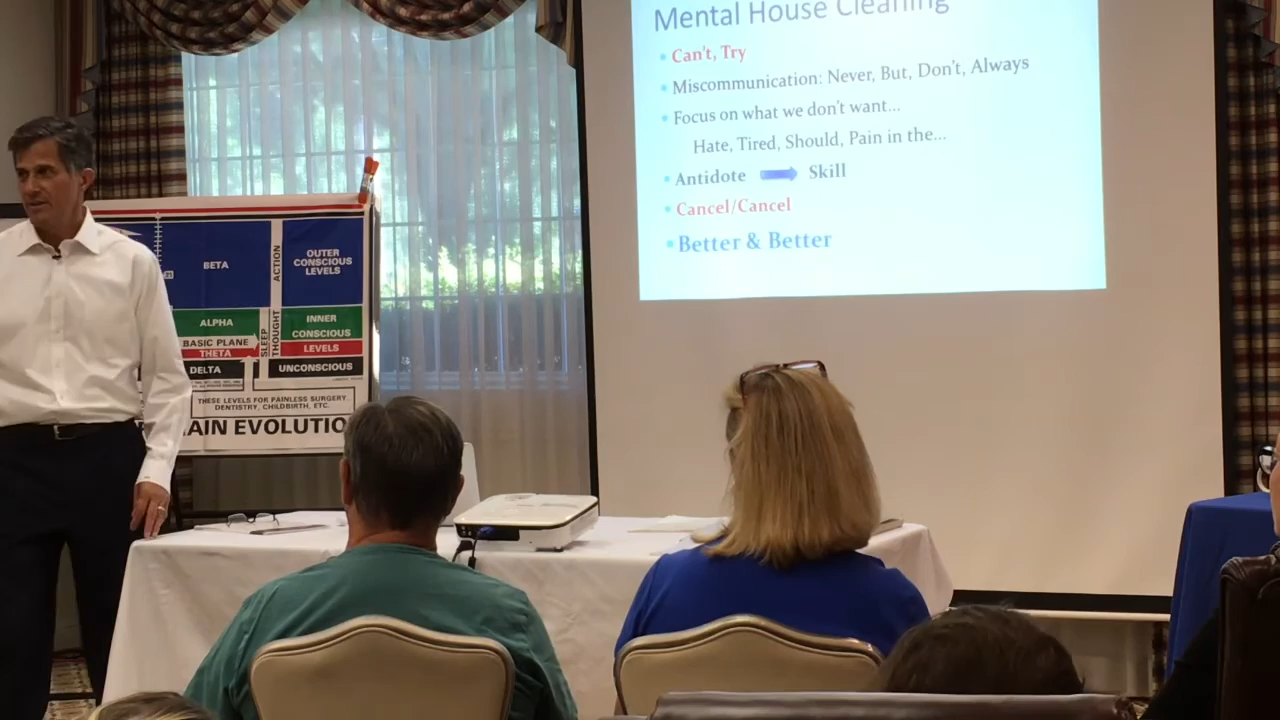 Mental House Cleaning
Can't, Try
Miscommunication: Never, But, Don't, Always
Focus on what we don't want...
Hate, Tired, Should, Pain in the...
Antidote Skill
Cancel/Cancel
Better & Better
21
BETA
ACTION
OUTER
CONSCIOUS
LEVELS
ALPHA
BASIC PLANE
THETA
DELTA
SLEEP
THOUGHT
INNER
CONSCIOUS
LEVELS
UNCONSCIOUS
THESE LEVELS FOR PAINLESS SURGERY,
DENTISTRY, CHILDBIRTH, ETC.
AIN EVOLUTIO